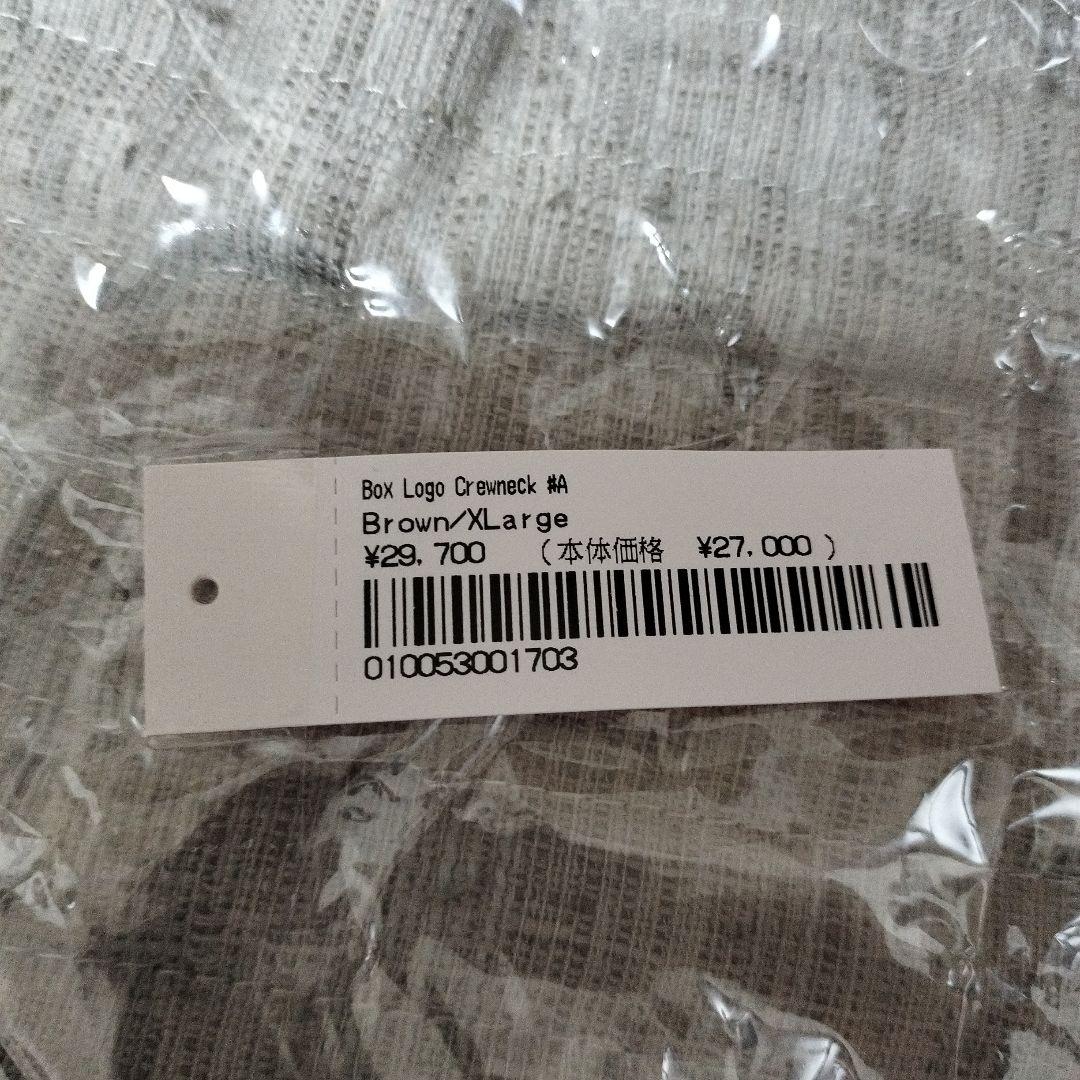 Box Logo Crewneck #A
Brown/XLarge
¥29,700 (本体価格 ¥27,000)
010053001703